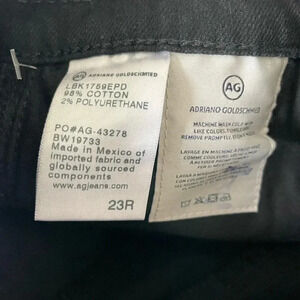 AG ADRIANO GOLDSCHMIED
LBK1759EPD
98% COTTON
2% POLYURETHANE
PO#AG-43278
BW19733
Made in Mexico of
imported fabric and
globally sourced
components
www.agjeans.com
23R
AG
ADRIANO GOLDSCHMIED
MACHINE WASH COLD
LIKE COLORS
REMOVE PROMPTLY
LAVAGE EN MACHINE A FROID
COMME COULEURS